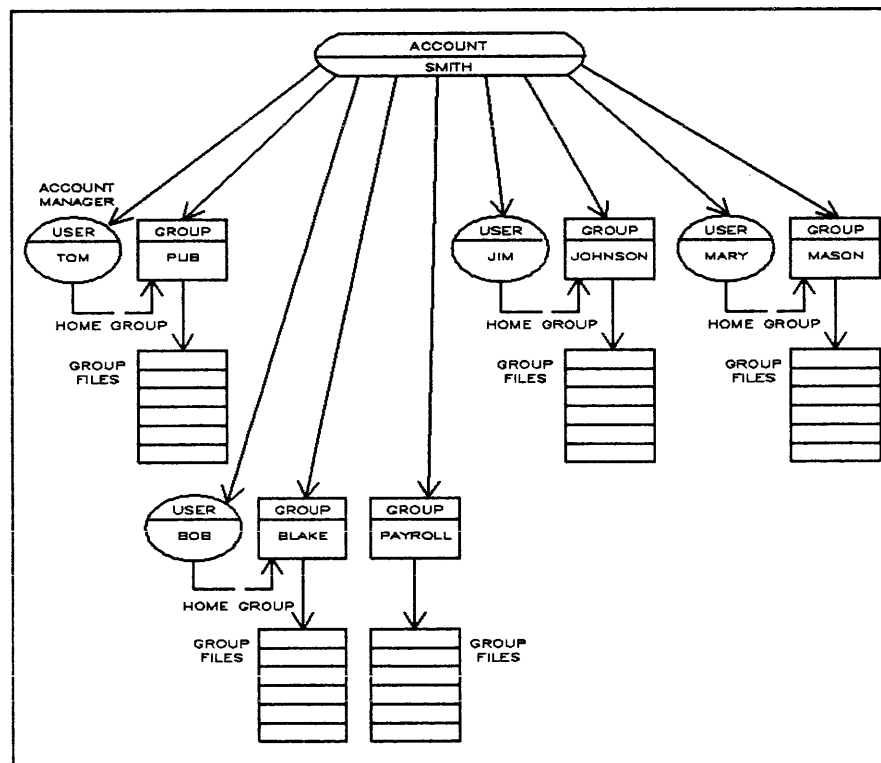 ACCOUNT
SMITH
ACCOUNT
MANAGER
USER
TOM
GROUP
PUB
HOME GROUP
GROUP
FILES
USER
JIM
GROUP
JOHNSON
HOME GROUP
GROUP
FILES
USER
MARY
GROUP
MASON
HOME GROUP
GROUP
FILES
USER
BOB
GROUP
BLAKE
HOME GROUP
GROUP
FILES
GROUP
PAYROLL
GROUP
FILES